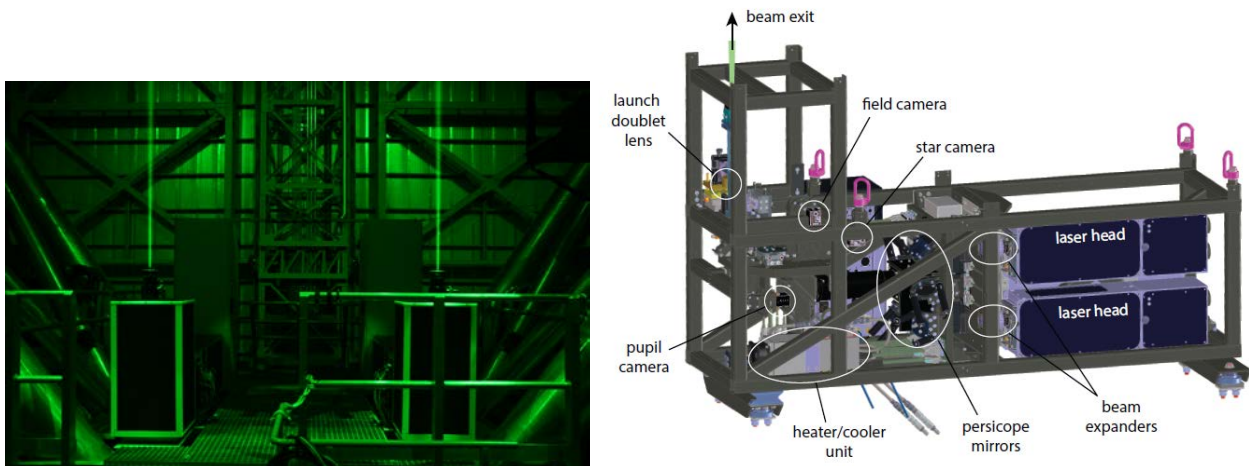 beam exit
launch
doublet
lens
field camera
star camera
laser head
laser head
pupil
camera
heater/cooler
unit
persicope
mirrors
beam
expanders